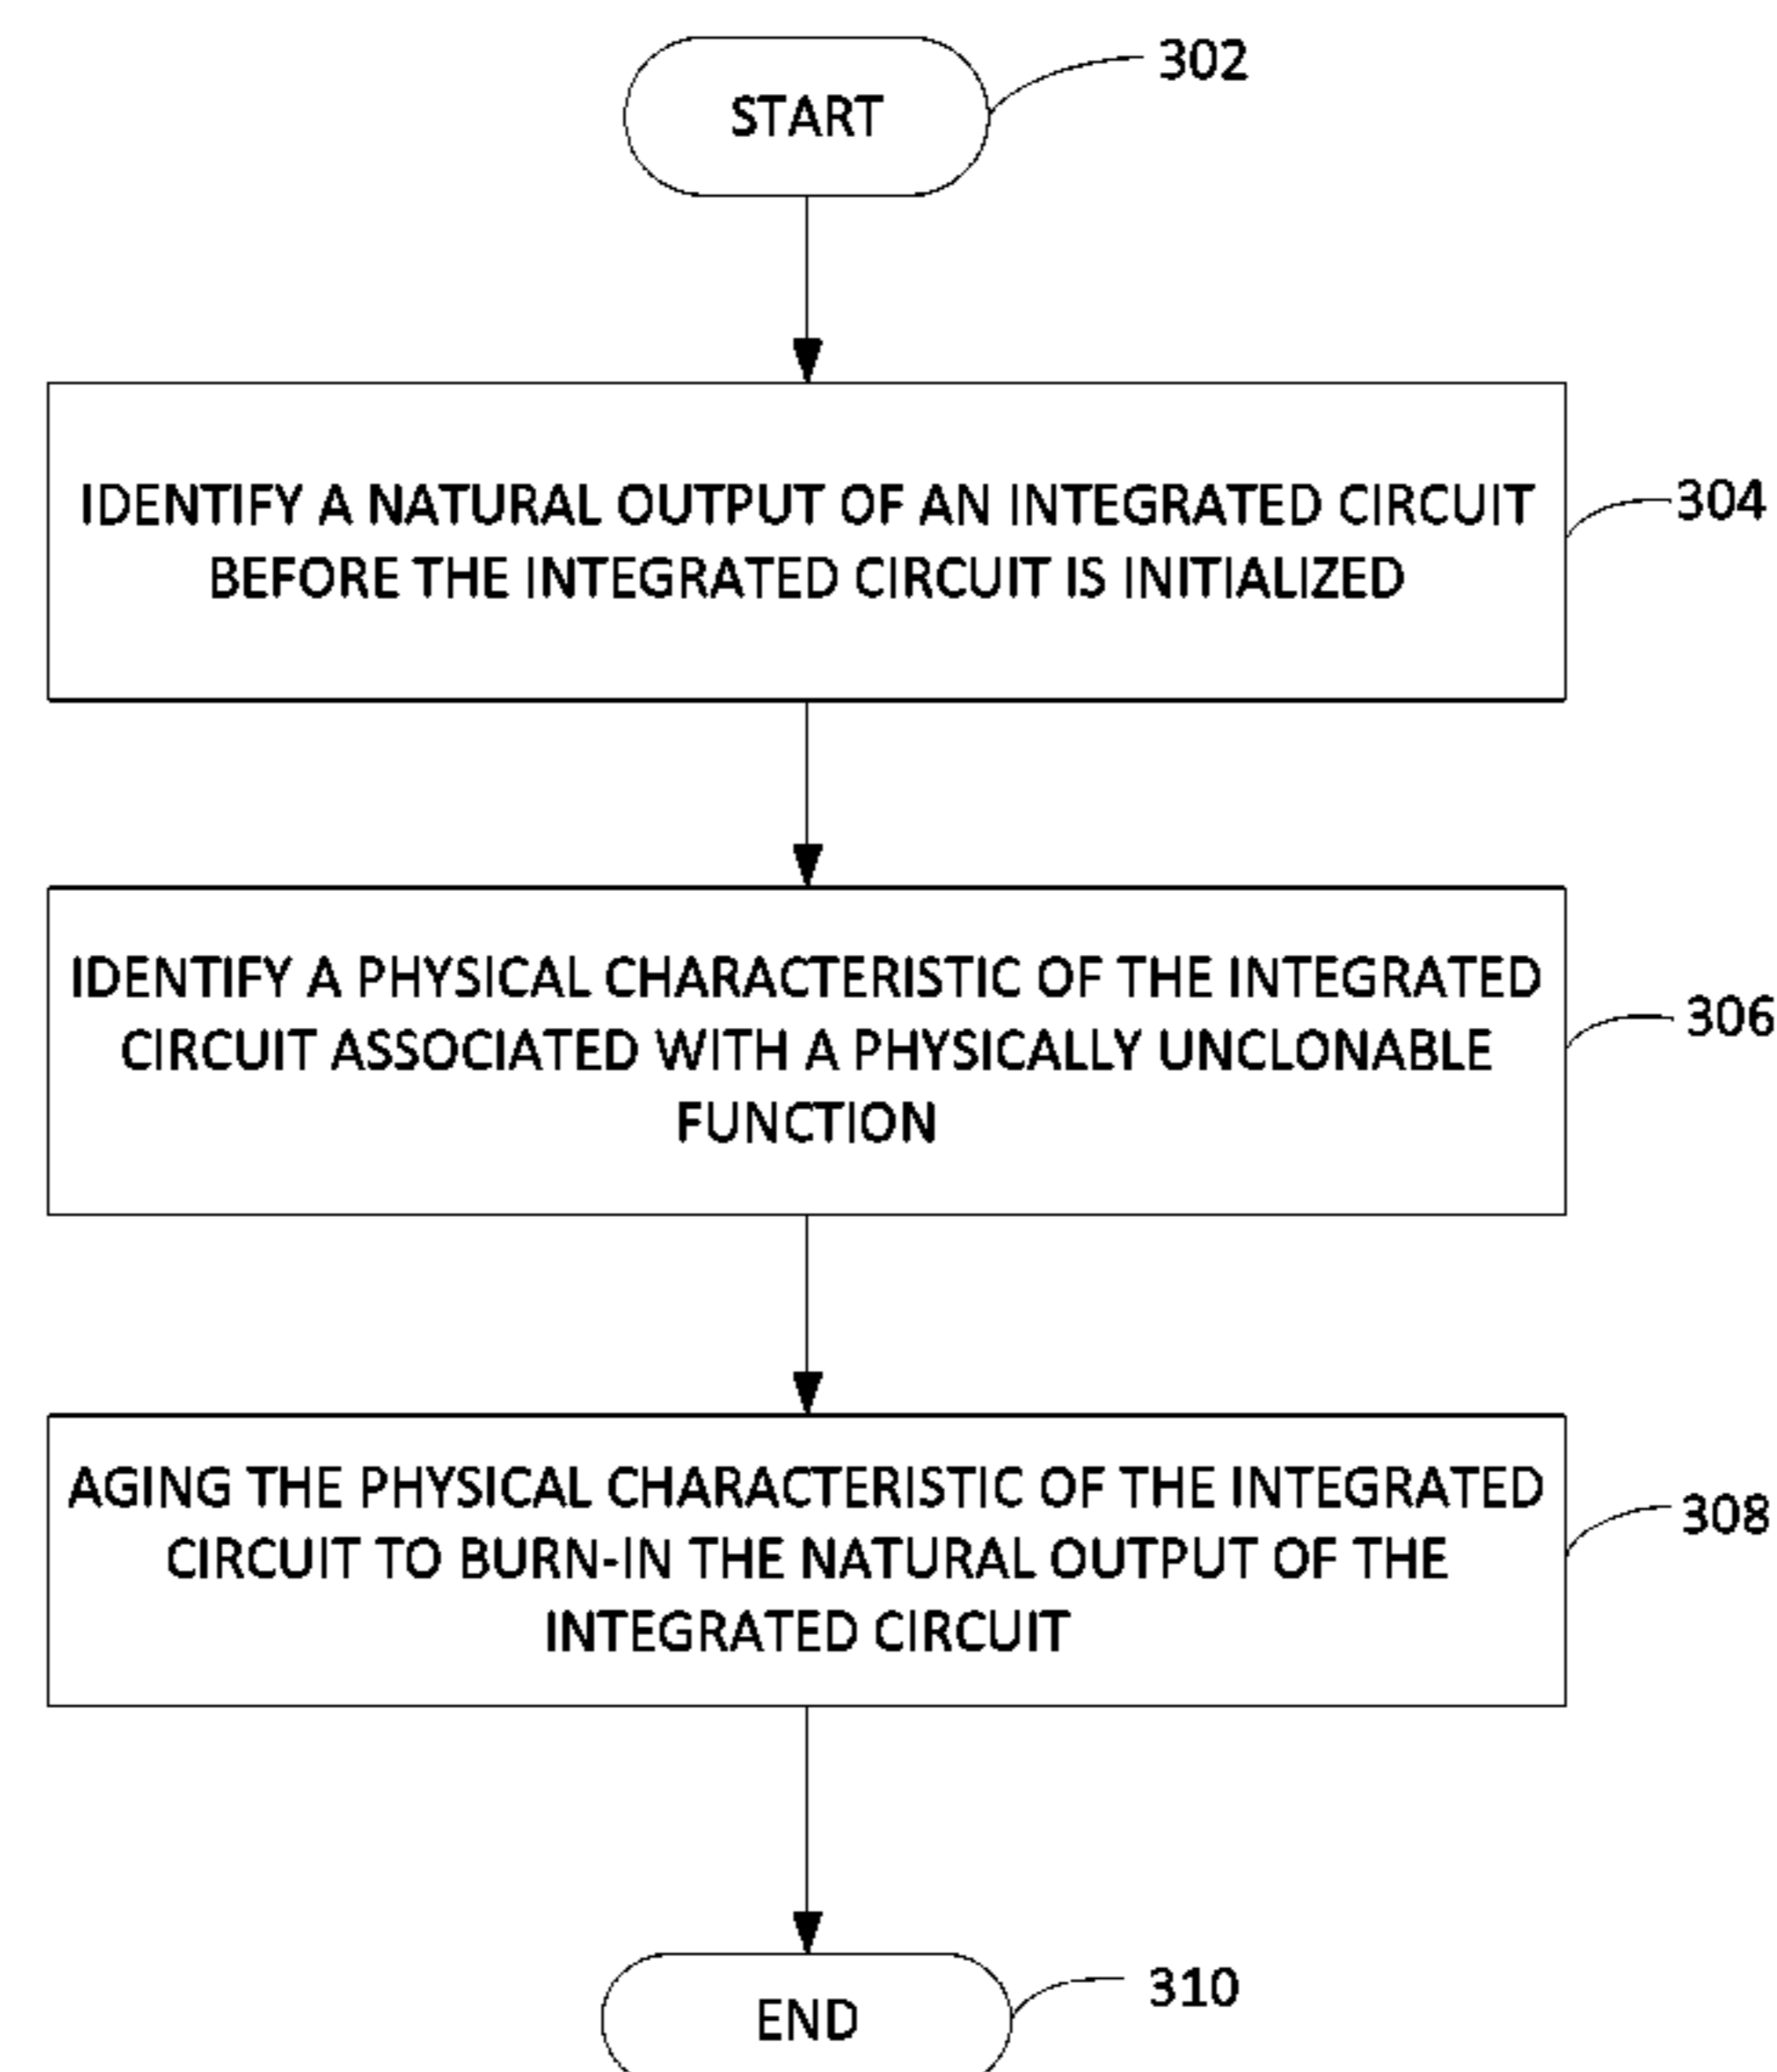 START
302
IDENTIFY A NATURAL OUTPUT OF AN INTEGRATED CIRCUIT
BEFORE THE INTEGRATED CIRCUIT IS INITIALIZED
304
IDENTIFY A PHYSICAL CHARACTERISTIC OF THE INTEGRATED
CIRCUIT ASSOCIATED WITH A PHYSICALLY UNCLONABLE
FUNCTION
306
AGING THE PHYSICAL CHARACTERISTIC OF THE INTEGRATED
CIRCUIT TO BURN-IN THE NATURAL OUTPUT OF THE
INTEGRATED CIRCUIT
308
END
310